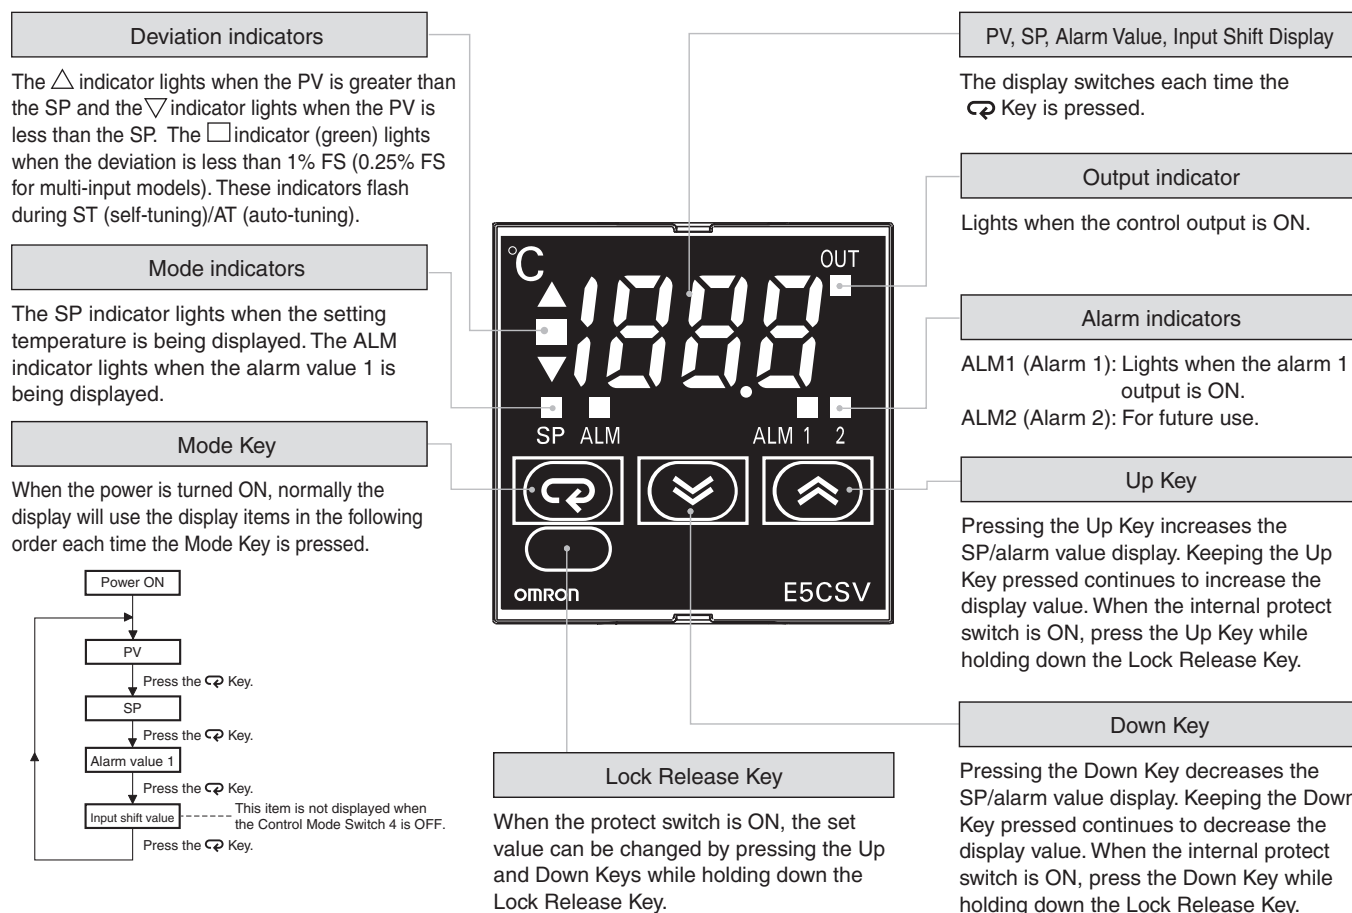 Deviation indicators
The △ indicator lights when the PV is greater than
the SP and the ▽ indicator lights when the PV is
less than the SP. The □ indicator (green) lights
when the deviation is less than 1% FS (0.25% FS
for multi-input models). These indicators flash
during ST (self-tuning)/AT (auto-tuning).
Mode indicators
The SP indicator lights when the setting
temperature is being displayed. The ALM
indicator lights when the alarm value 1 is
being displayed.
Mode Key
When the power is turned ON, normally the
display will use the display items in the following
order each time the Mode Key is pressed.
Power ON
PV
Press the Key.
SP
Press the Key.
Alarm value 1
Press the Key.
Input shift value
This item is not displayed when
the Control Mode Switch 4 is OFF.
Press the Key.
°C
188.8
OUT
SP ALM
ALM 1 2
omron
E5CSV
Lock Release Key
When the protect switch is ON, the set
value can be changed by pressing the Up
and Down Keys while holding down the
Lock Release Key.
PV, SP, Alarm Value, Input Shift Display
The display switches each time the
Key is pressed.
Output indicator
Lights when the control output is ON.
Alarm indicators
ALM1 (Alarm 1): Lights when the alarm 1
output is ON.
ALM2 (Alarm 2): For future use.
Up Key
Pressing the Up Key increases the
SP/alarm value display. Keeping the Up
Key pressed continues to increase the
display value. When the internal protect
switch is ON, press the Up Key while
holding down the Lock Release Key.
Down Key
Pressing the Down Key decreases the
SP/alarm value display. Keeping the Down
Key pressed continues to decrease the
display value. When the internal protect
switch is ON, press the Down Key while
holding down the Lock Release Key.